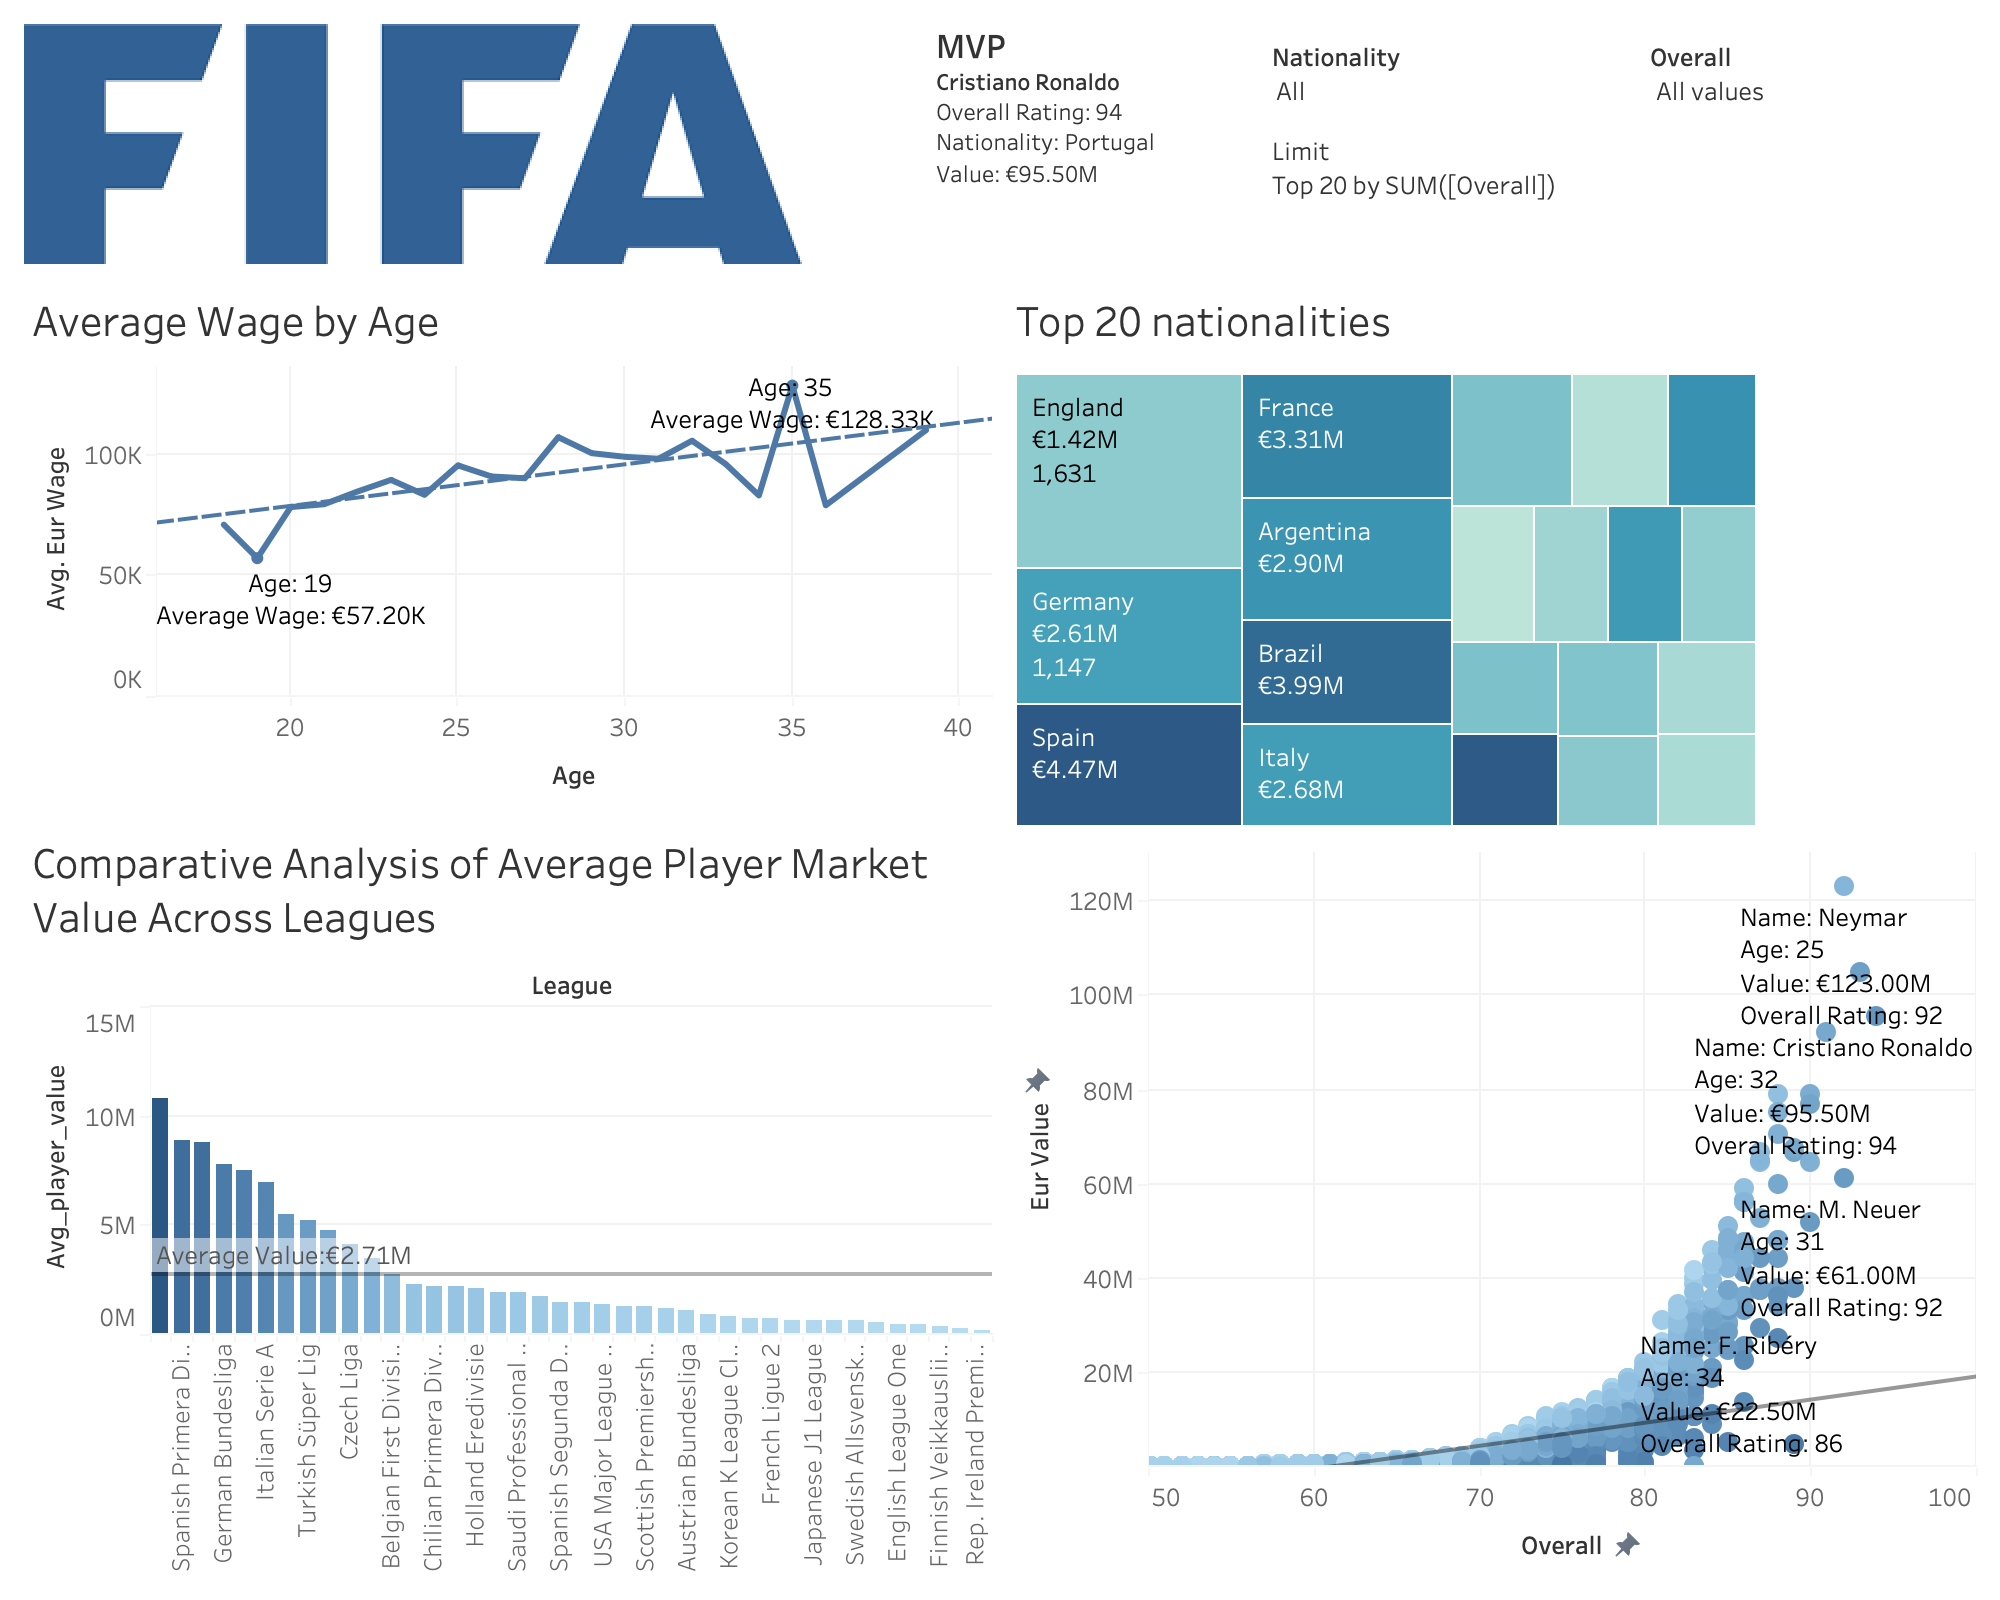 FIFA
MVP
Cristiano Ronaldo
Overall Rating: 94
Nationality: Portugal
Value: €95.50M
Nationality
All
Limit
Top 20 by SUM([Overall])
Overall
All values
Average Wage by Age
Avg. Eur Wage
100K
50K
0K
Age: 35
Average Wage: €128.33K
Age: 19
Average Wage: €57.20K
20
25
30
35
40
Age
Top 20 nationalities
England
€1.42M
1,631
Germany
€2.61M
1,147
Spain
€4.47M
France
€3.31M
Argentina
€2.90M
Brazil
€3.99M
Italy
€2.68M
Comparative Analysis of Average Player Market
Value Across Leagues
League
Avg_player_value
15M
10M
5M
0M
Average Value:€2.71M
Spanish Primera Di..
German Bundesliga
Italian Serie A
Turkish Süper Lig
Czech Liga
Belgian First Divisi..
Chilian Primera Div..
Holland Eredivisie
Saudi Professional ..
Spanish Segunda D..
USA Major League ..
Scottish Premiersh..
Austrian Bundesliga
Korean K League Cl..
French Ligue 2
Japanese J1 League
Swedish Allsvensk..
English League One
Finnish Veikkauslii..
Rep. Ireland Premi..
Eur Value
120M
100M
80M
60M
40M
20M
Name: Neymar
Age: 25
Value: €123.00M
Overall Rating: 92
Name: Cristiano Ronaldo
Age: 32
Value: €95.50M
Overall Rating: 94
Name: M. Neuer
Age: 31
Value: €61.00M
Overall Rating: 92
Name: F. Ribéry
Age: 34
Value: €22.50M
Overall Rating: 86
50
60
70
80
90
100
Overall